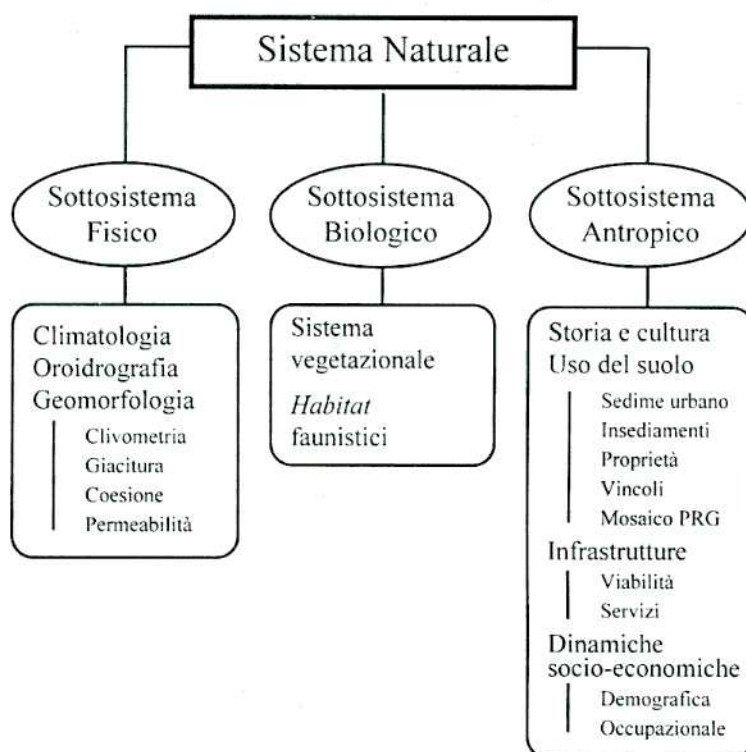 Sistema Naturale
Sottosistema
Fisico
Climatologia
Oroidrografia
Geomorfologia
Clivometria
Giacitura
Coesione
Permeabilità
Sottosistema
Biologico
Sistema
vegetazionale
Habitat
faunistici
Sottosistema
Antropico
Storia e cultura
Uso del suolo
Sedime urbano
Insediamenti
Proprietà
Vincoli
Mosaico PRG
Infrastrutture
Viabilità
Servizi
Dinamiche
socio-economiche
Demografica
Occupazionale